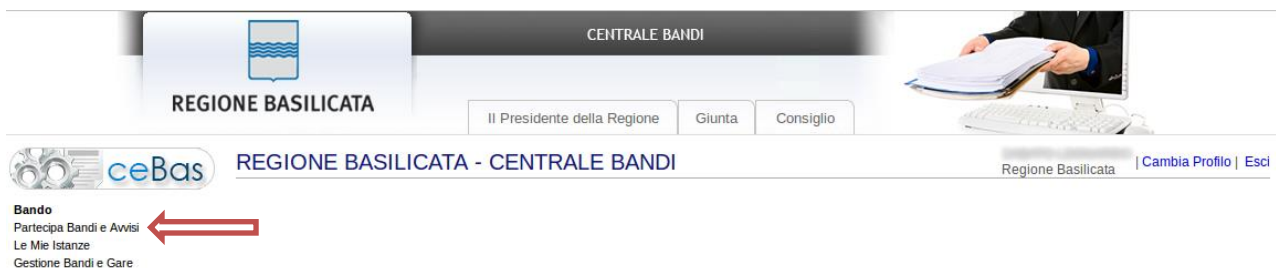 CENTRALE BANDI
REGIONE BASILICATA
Il Presidente della Regione
Giunta
Consiglio
ceBas
REGIONE BASILICATA - CENTRALE BANDI
Regione Basilicata
| Cambia Profilo | Esci
Bando
Partecipa Bandi e Avvisi
Le Mie Istanze
Gestione Bandi e Gare